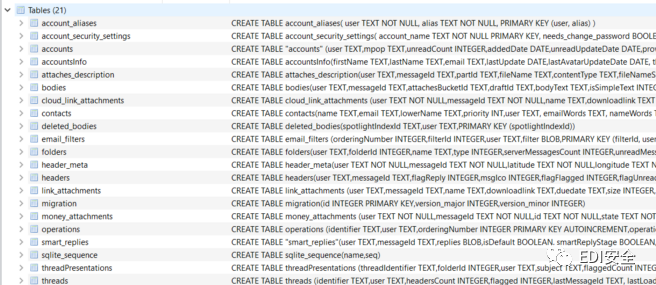 Tables (21)
account_aliases CREATE TABLE account_aliases( user TEXT NOT NULL, alias TEXT NOT NULL, PRIMARY KEY (user, alias) )
account_security_settings CREATE TABLE account_security_settings( account_name TEXT NOT NULL PRIMARY KEY, needs_change_password BOOLE
accounts CREATE TABLE "accounts" (user TEXT,mpop TEXT,unreadCount INTEGER,addedDate DATE,unreadUpdateDate DATE,prov
accountsInfo CREATE TABLE accountsInfo(firstName TEXT,lastName TEXT,email TEXT,lastUpdate DATE,lastAvatarUpdateDate DATE, th
attaches_description CREATE TABLE attaches_description(user TEXT,messageId TEXT,partId TEXT,fileName TEXT,contentType TEXT,fileNameS
bodies CREATE TABLE bodies(user TEXT,messageId TEXT,attachesBucketId TEXT,draftId TEXT,bodyText TEXT,isSimpleText INTEG
cloud_link_attachments CREATE TABLE cloud_link_attachments (user TEXT NOT NULL,messageId TEXT NOT NULL,name TEXT,downloadlink TEXT
contacts CREATE TABLE contacts(name TEXT,email TEXT,lowerName TEXT,priority INT,user TEXT, emailWords TEXT, nameWords T
deleted_bodies CREATE TABLE deleted_bodies(spotlightIndexId TEXT,user TEXT,PRIMARY KEY (spotlightIndexId))
email_filters CREATE TABLE email_filters (orderingNumber INTEGER,filterId INTEGER,user TEXT,filter BLOB,PRIMARY KEY (filterId, user
folders CREATE TABLE folders(user TEXT,folderId INTEGER,name TEXT,type INTEGER,serverMessagesCount INTEGER,unreadMess
header_meta CREATE TABLE header_meta(user TEXT NOT NULL,messageId TEXT NOT NULL,latitude TEXT NOT NULL,longitude TEXT N
headers CREATE TABLE headers(user TEXT,messageId TEXT,flagReply INTEGER,msgIco INTEGER,flagFlagged INTEGER,flagUnrea
link_attachments CREATE TABLE link_attachments (user TEXT,messageId TEXT,name TEXT,downloadlink TEXT,duedate TEXT,size INTEGER,
migration CREATE TABLE migration(id INTEGER PRIMARY KEY,version_major INTEGER,version_minor INTEGER)
money_attachments CREATE TABLE money_attachments (user TEXT NOT NULL,messageId TEXT NOT NULL,id TEXT NOT NULL,state TEXT NOT
operations CREATE TABLE operations (identifier TEXT,user TEXT,orderingNumber INTEGER PRIMARY KEY AUTOINCREMENT,operatio
smart_replies CREATE TABLE "smart_replies"(user TEXT,messageId TEXT,replies BLOB,isDefault BOOLEAN, smartReplyStage BOOLEAN,
sqlite_sequence CREATE TABLE sqlite_sequence(name,seq)
threadPresentations CREATE TABLE threadPresentations (threadIdentifier TEXT,folderId INTEGER,user TEXT,subject TEXT,flaggedCount INTEG
threads CREATE TABLE threads (identifier TEXT,user TEXT,headersCount INTEGER,flagged INTEGER,lastMessageId TEXT, lastLoad
EDI安全